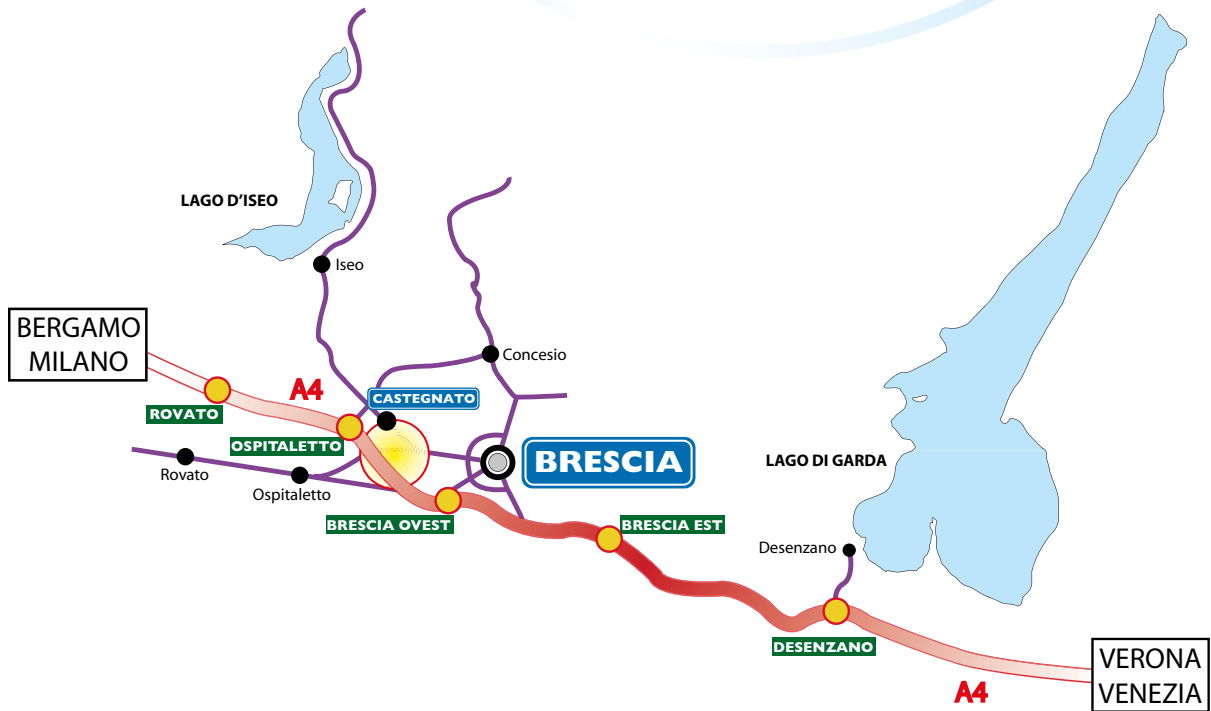 LAGO D'ISEO
Iseo
BERGAMO
MILANO
Concesio
A4
CASTEGNATO
ROVATO
OSPITALETTO
BRESCIA
LAGO DI GARDA
Rovato
Ospitaletto
BRESCIA OVEST
BRESCIA EST
Desenzano
DESENZANO
VERONA
VENEZIA
A4